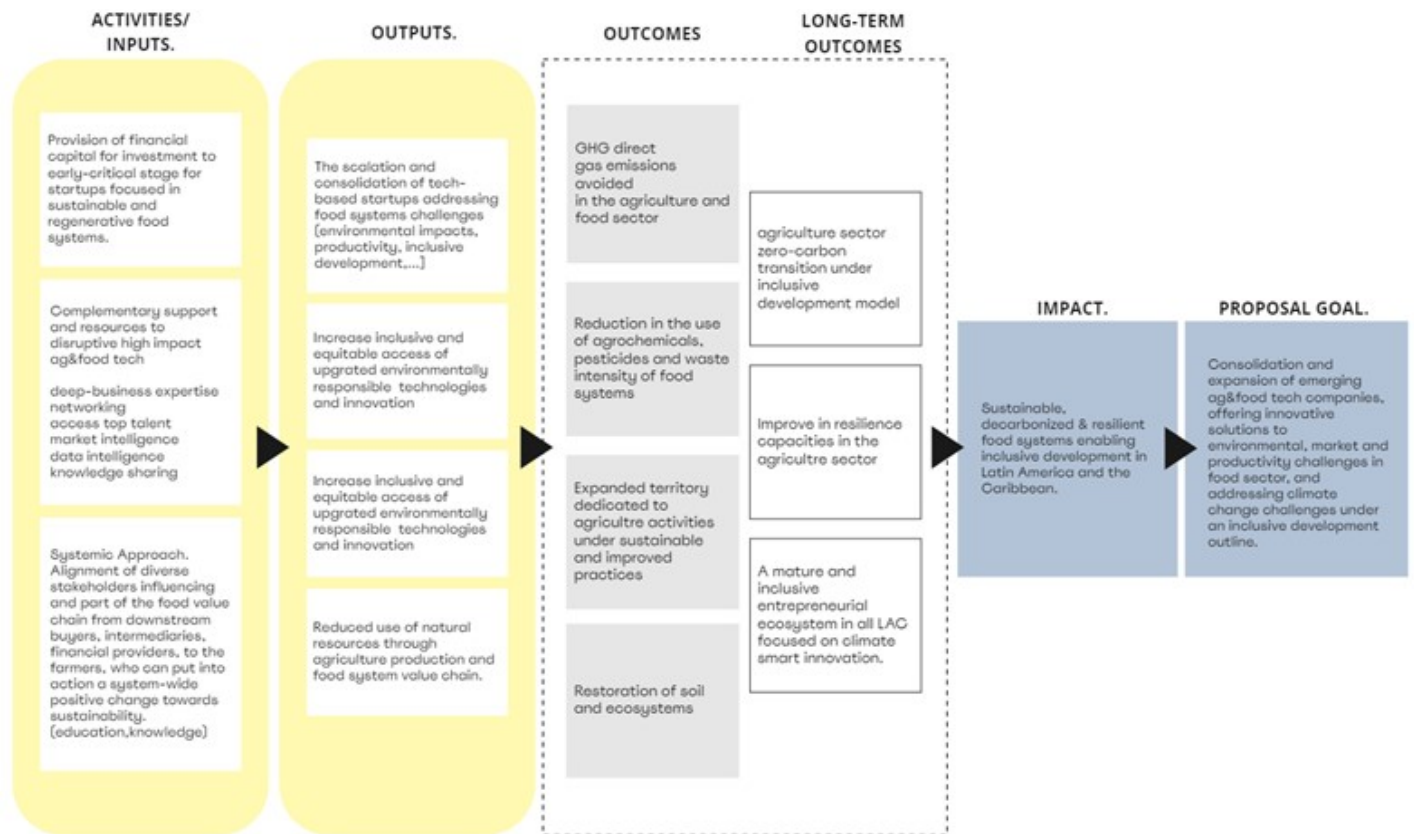 ACTIVITIES/
INPUTS.
Provision of financial
capital for investment to
early-critical stage for
startups focused in
sustainable and
regenerative food
systems.
Complementary support
and resources to
disruptive high impact
ag&food tech
deep-business expertise
networking
access top talent
market intelligence
data intelligence
knowledge sharing
Systemic Approach.
Alignment of diverse
stakeholders influencing
and part of the food value
chain from downstream
buyers, intermediaries,
financial providers, to the
farmers, who can put into
action a system-wide
positive change towards
sustainability.
(education,knowledge)
OUTPUTS.
The scalation and
consolidation of tech-
based startups addressing
food systems challenges
(environmental impacts,
productivity, inclusive
development,...]
Increase inclusive and
equitable access of
upgrated environmentally
responsible technologies
and innovation
Increase inclusive and
equitable access of
upgrated environmentally
responsible technologies
and innovation
Reduced use of natural
resources through
agriculture production and
food system value chain.
OUTCOMES
GHG direct
gas emissions
avoided
in the agriculture and
food sector
Reduction in the use
of agrochemicals,
pesticides and waste
intensity of food
systems
Expanded territory
dedicated to
agricultre activities
under sustainable
and improved
practices
Restoration of soil
and ecosystems
LONG-TERM
OUTCOMES
agriculture sector
zero-carbon
transition under
inclusive
development model
Improve in resilience
capacities in the
agricultre sector
A mature and
inclusive
entrepreneurial
ecosystem in all LAC
focused on climate
smart innovation.
IMPACT.
Sustainable,
decarbonized & resilient
food systems enabling
inclusive development in
Latin America and the
Caribbean.
PROPOSAL GOAL.
Consolidation and
expansion of emerging
ag&food tech companies,
offering innovative
solutions to
environmental, market and
productivity challenges in
food sector, and
addressing climate
change challenges under
an inclusive development
outline.